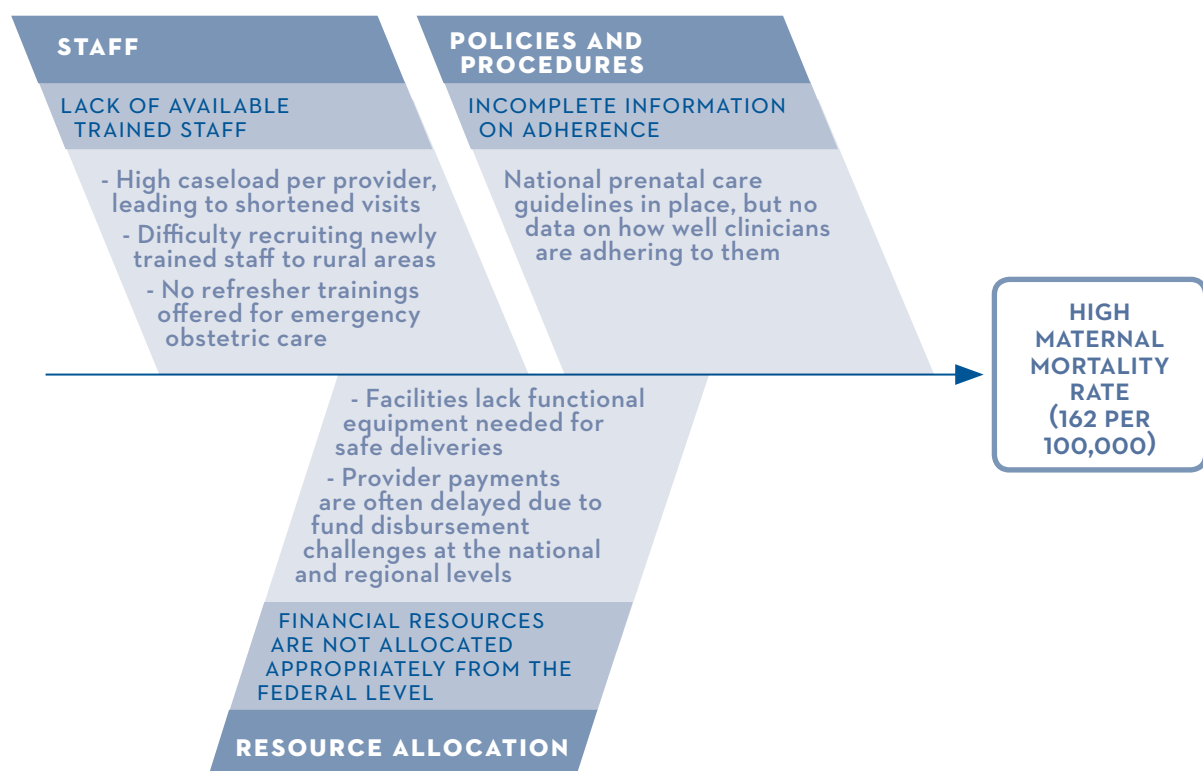 STAFF
LACK OF AVAILABLE
TRAINED STAFF
- High caseload per provider,
leading to shortened visits
- Difficulty recruiting newly
trained staff to rural areas
- No refresher trainings
offered for emergency
obstetric care
POLICIES AND
PROCEDURES
INCOMPLETE INFORMATION
ON ADHERENCE
National prenatal care
guidelines in place, but no
data on how well clinicians
are adhering to them
- Facilities lack functional
equipment needed for
safe deliveries
- Provider payments
are often delayed due to
fund disbursement
challenges at the national
and regional levels
FINANCIAL RESOURCES
ARE NOT ALLOCATED
APPROPRIATELY FROM THE
FEDERAL LEVEL
RESOURCE ALLOCATION
HIGH
MATERNAL
MORTALITY
RATE
(162 PER
100,000)